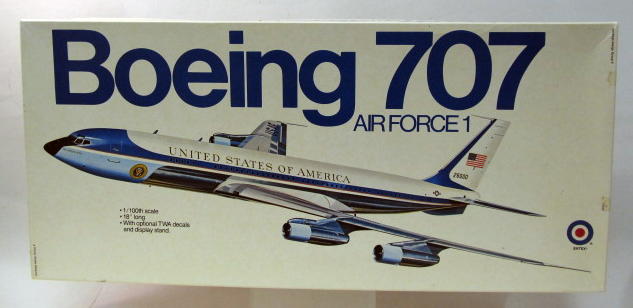 Boeing 707
AIR FORCE 1
USAF
UNITED STATES OF AMERICA
26000
• 1/100th scale
• 18" long
• With optional TWA decals
and display stand.
ENTEX